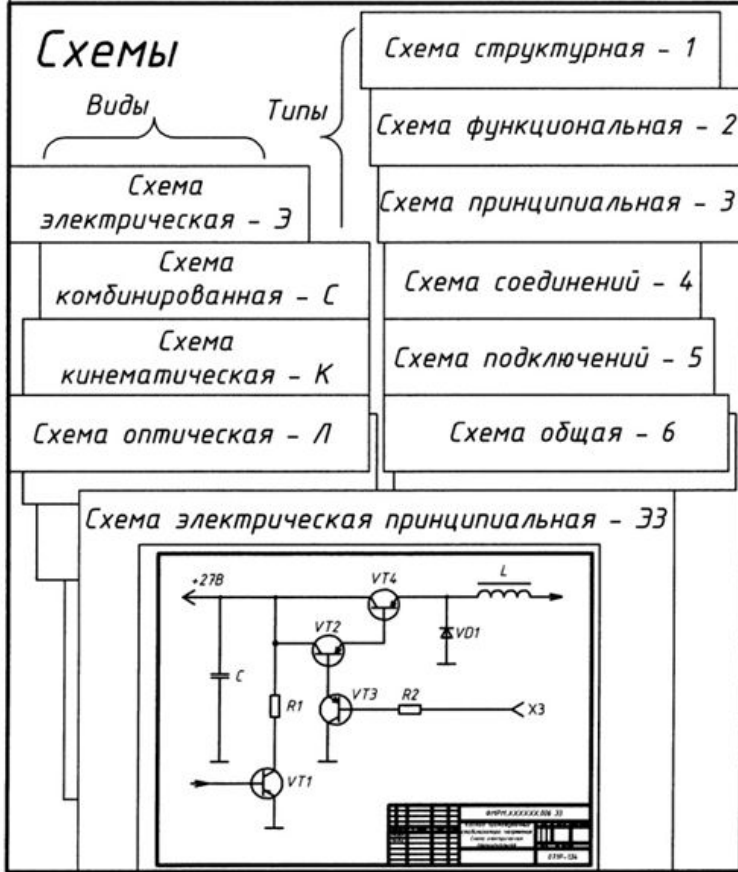 Схемы
Виды
Типы
Схема структурная - 1
Схема функциональная - 2
Схема принципиальная - 3
Схема соединений - 4
Схема подключений - 5
Схема общая - 6
Схема
электрическая - Э
Схема
комбинированная - С
Схема
кинематическая - К
Схема оптическая - Л
Схема электрическая принципиальная - Э3
+27В
VT4
L
VT2
VD1
C
R1
VT3
R2
X3
VT1